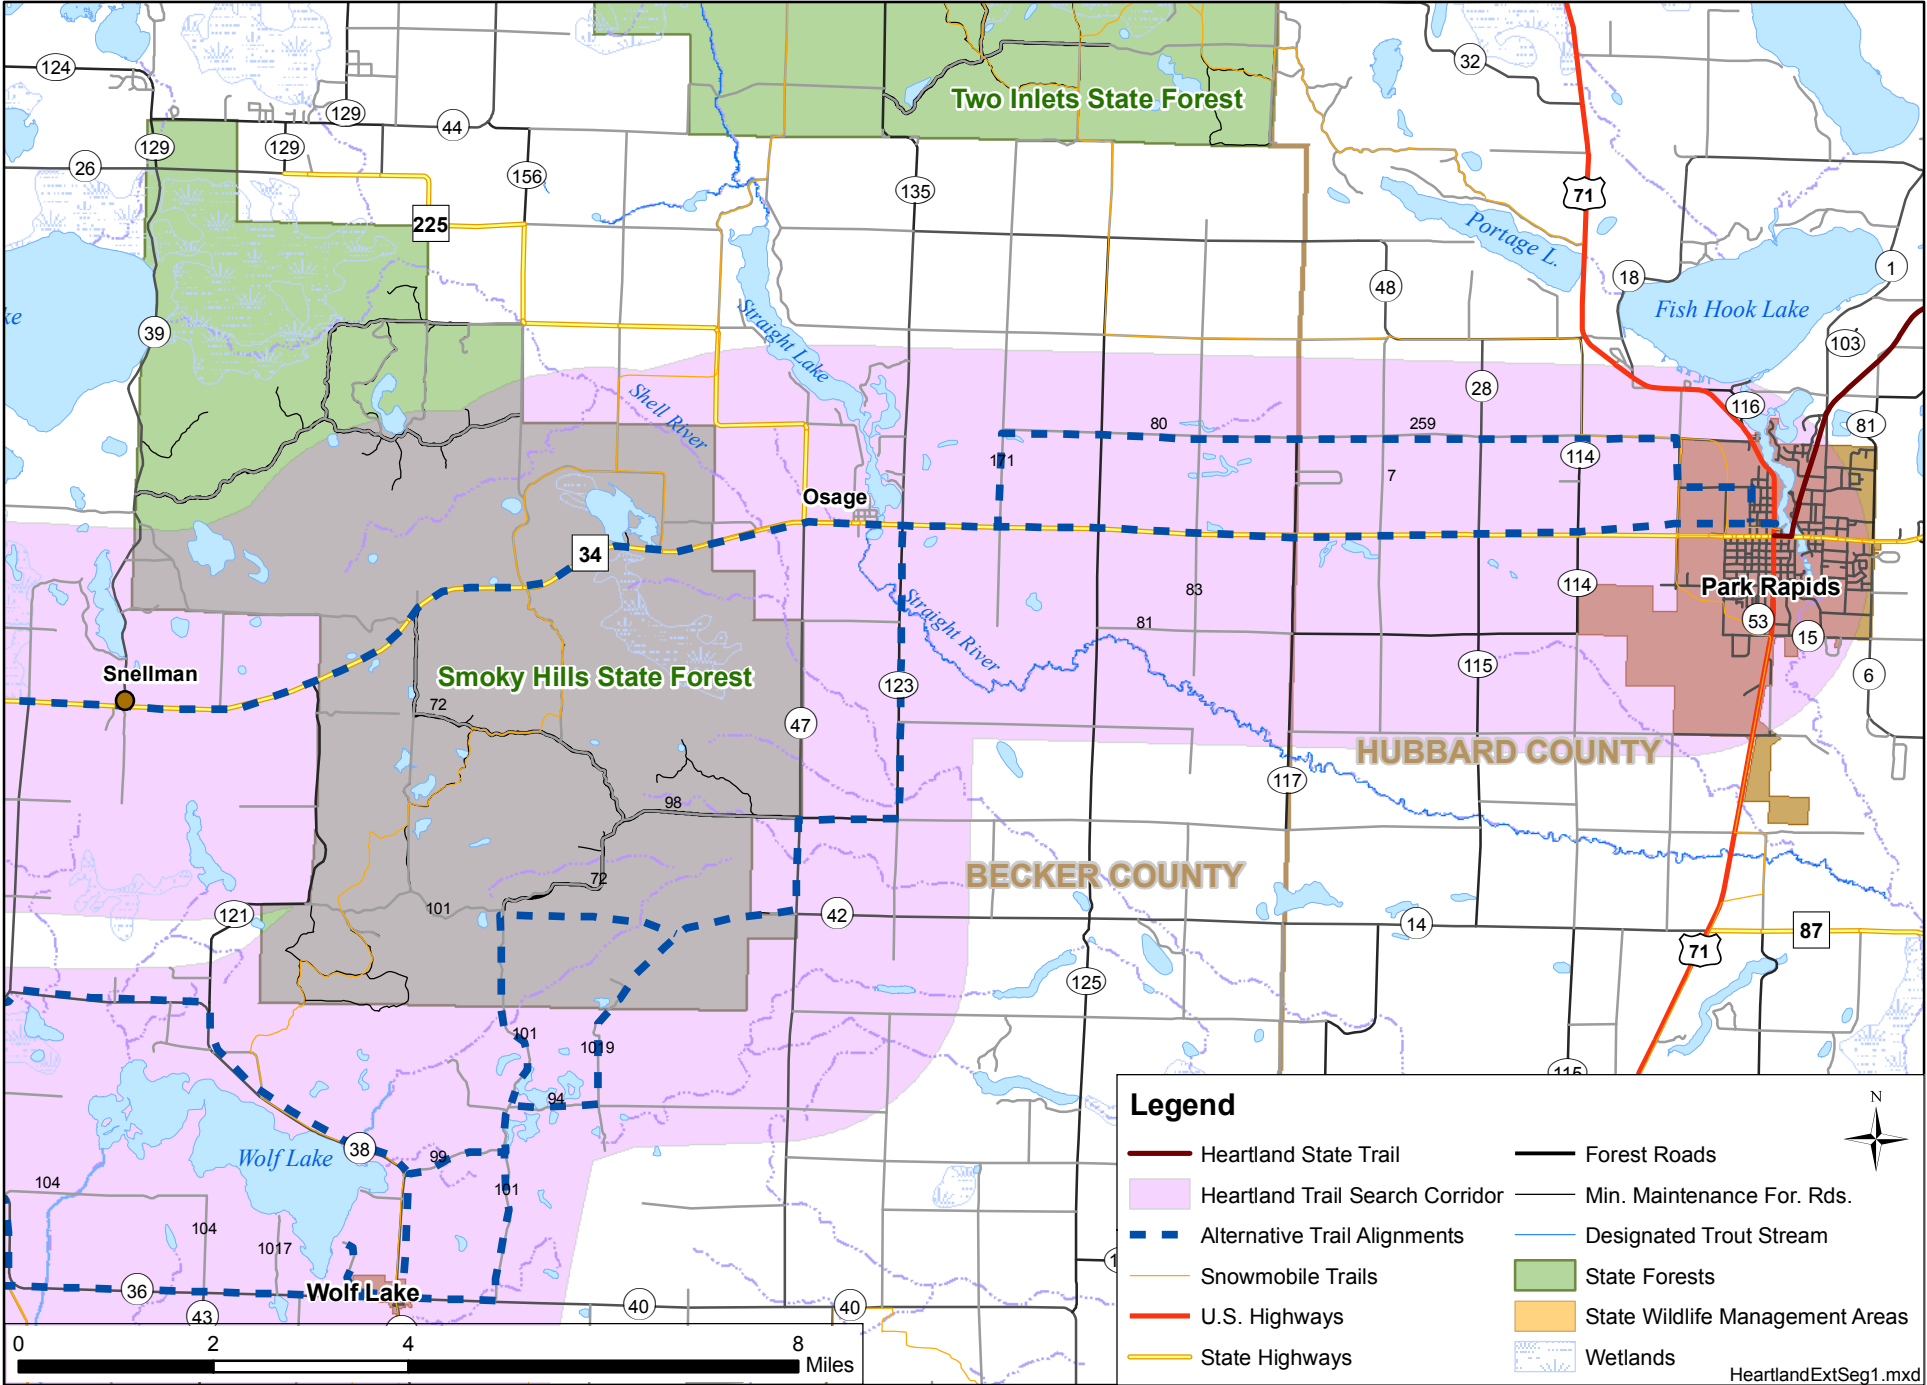 124
32
Two Inlets State Forest
129
44
129
129
26
156
135
71
225
Portage L.
18
1
48
39
ke
Straight Lake
Fish Hook Lake
103
28
116
Shell River
80
259
81
114
171
7
Osage
34
114
83
Park Rapids
53
Straight River
81
15
Snellman
Smoky Hills State Forest
115
6
123
72
47
HUBBARD COUNTY
117
98
BECKER COUNTY
72
101
121
42
14
87
71
125
101
1019
115
94
Wolf Lake
38
99
104
101
104
1017
36
Wolf Lake
43
40
40
Legend
N
Heartland State Trail
Forest Roads
Heartland Trail Search Corridor
Min. Maintenance For. Rds.
Alternative Trail Alignments
Designated Trout Stream
Snowmobile Trails
State Forests
U.S. Highways
State Wildlife Management Areas
State Highways
Wetlands
0 2 4 8
Miles
HeartlandExtSeg1.mxd